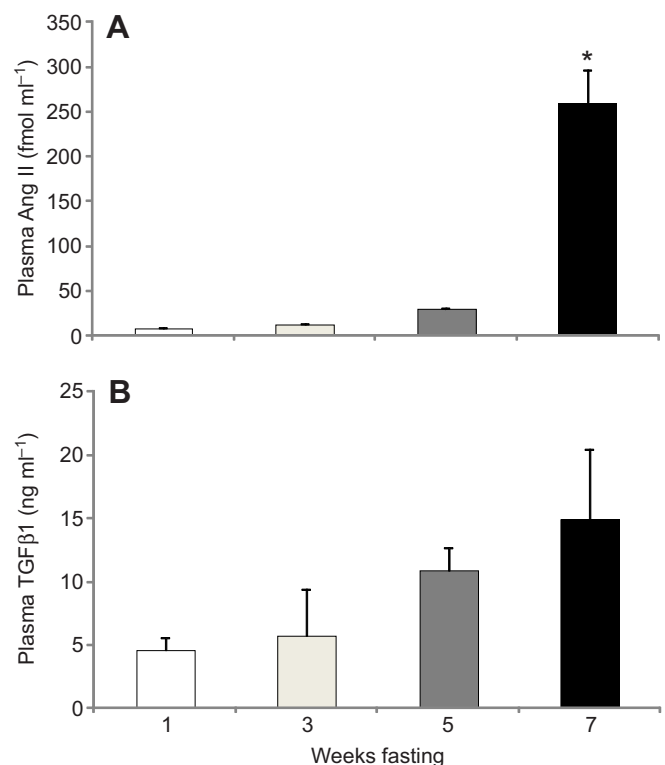 A
350
300
250
200
150
100
50
0
Plasma Ang II (fmol ml⁻¹)
*
B
25
20
15
10
5
0
Plasma TGFβ1 (ng ml⁻¹)
1 3 5 7
Weeks fasting